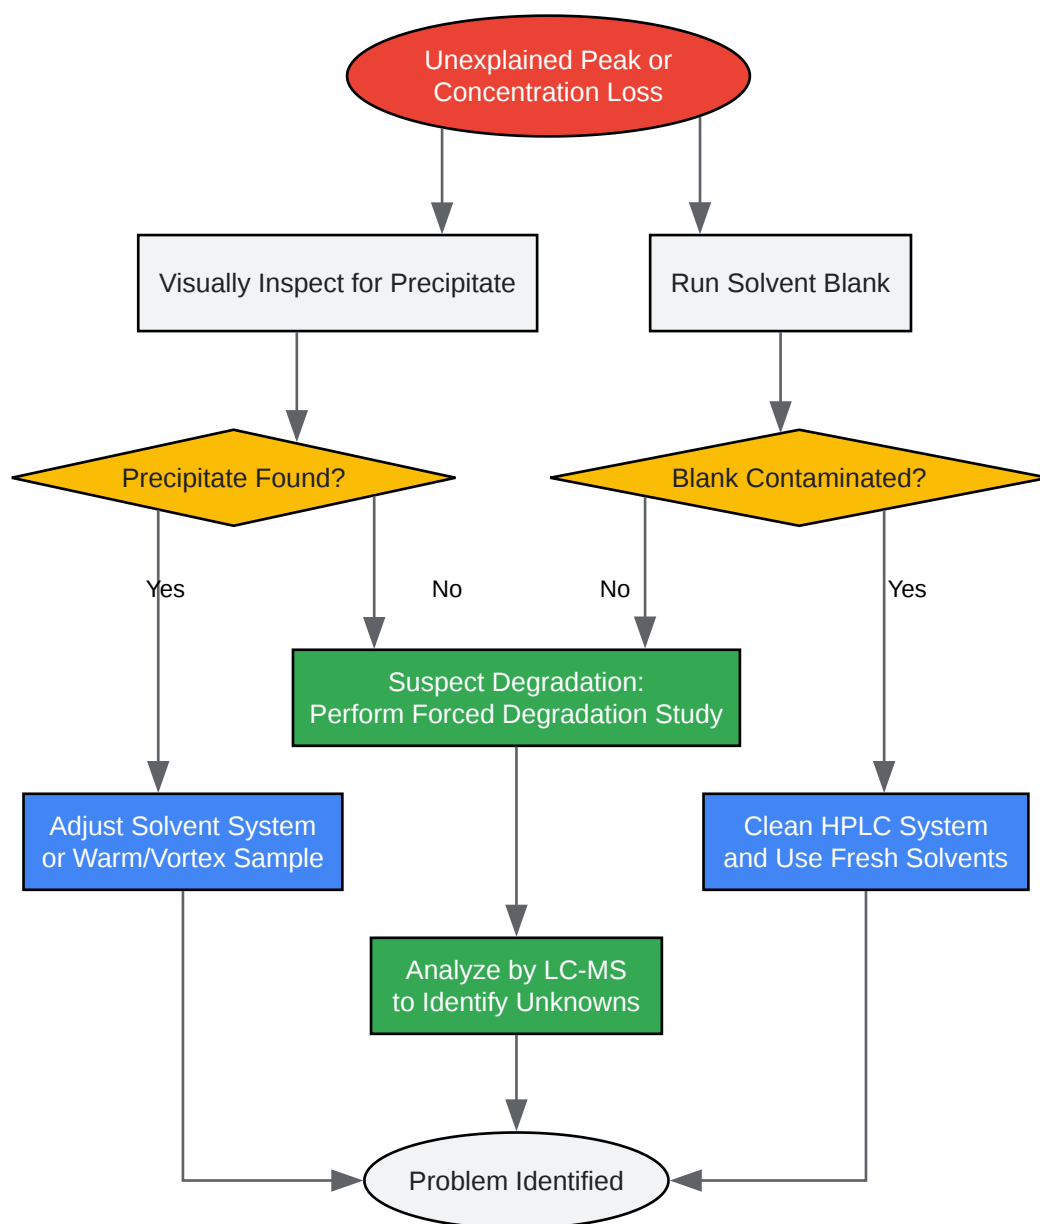 Unexplained Peak or
Concentration Loss
Visually Inspect for Precipitate
Run Solvent Blank
Precipitate Found?
Blank Contaminated?
Yes
No
No
Yes
Suspect Degradation:
Perform Forced Degradation Study
Adjust Solvent System
or Warm/Vortex Sample
Clean HPLC System
and Use Fresh Solvents
Analyze by LC-MS
to Identify Unknowns
Problem Identified